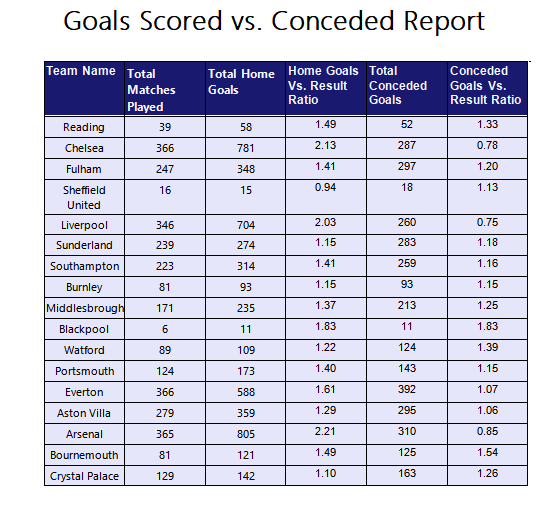 Goals Scored vs. Conceded Report
Team Name Total Matches Played Total Home Goals Home Goals Vs. Result Ratio Total Conceded Goals Conceded Goals Vs. Result Ratio
Reading 39 58 1.49 52 1.33
Chelsea 366 781 2.13 287 0.78
Fulham 247 348 1.41 297 1.20
Sheffield United 16 15 0.94 18 1.13
Liverpool 346 704 2.03 260 0.75
Sunderland 239 274 1.15 283 1.18
Southampton 223 314 1.41 259 1.16
Burnley 81 93 1.15 93 1.15
Middlesbrough 171 235 1.37 213 1.25
Blackpool 6 11 1.83 11 1.83
Watford 89 109 1.22 124 1.39
Portsmouth 124 173 1.40 143 1.15
Everton 366 588 1.61 392 1.07
Aston Villa 279 359 1.29 295 1.06
Arsenal 365 805 2.21 310 0.85
Bournemouth 81 121 1.49 125 1.54
Crystal Palace 129 142 1.10 163 1.26